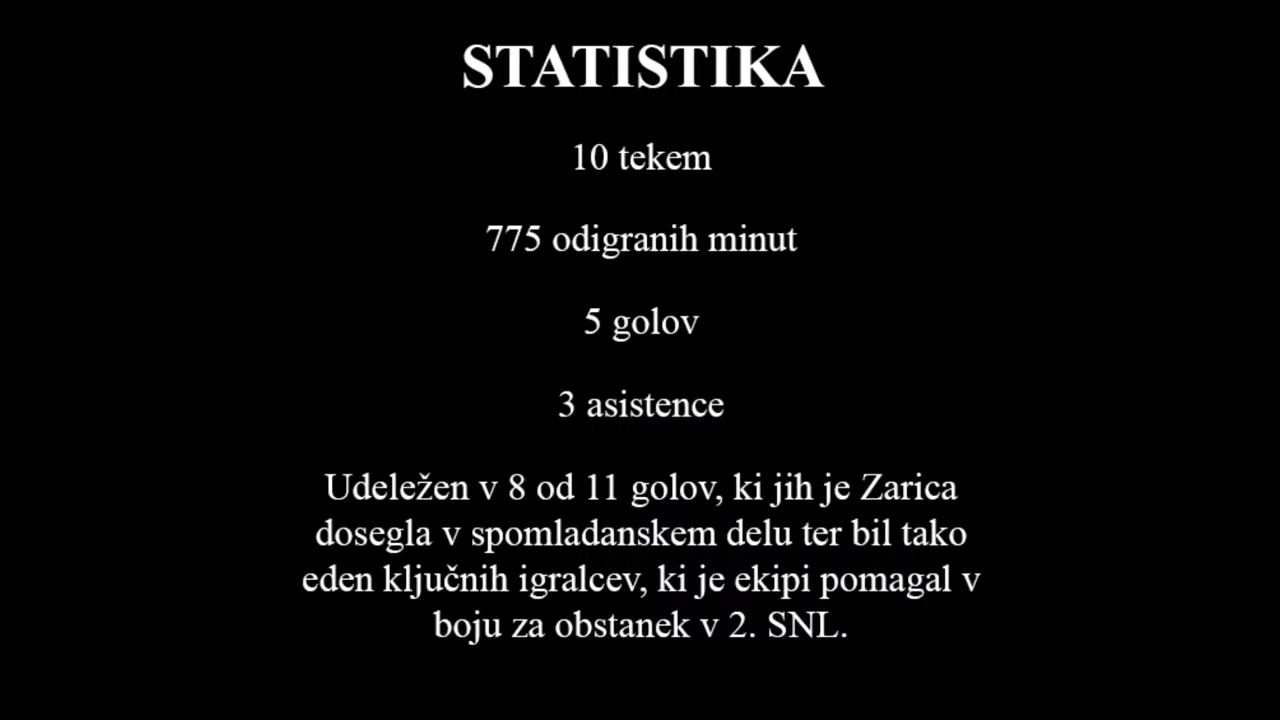 STATISTIKA
10 tekem
775 odigranih minut
5 golov
3 asistence
Udeležen v 8 od 11 golov, ki jih je Zarica
dosegla v spomladanskem delu ter bil tako
eden ključnih igralcev, ki je ekipi pomagal v
boju za obstanek v 2. SNL.